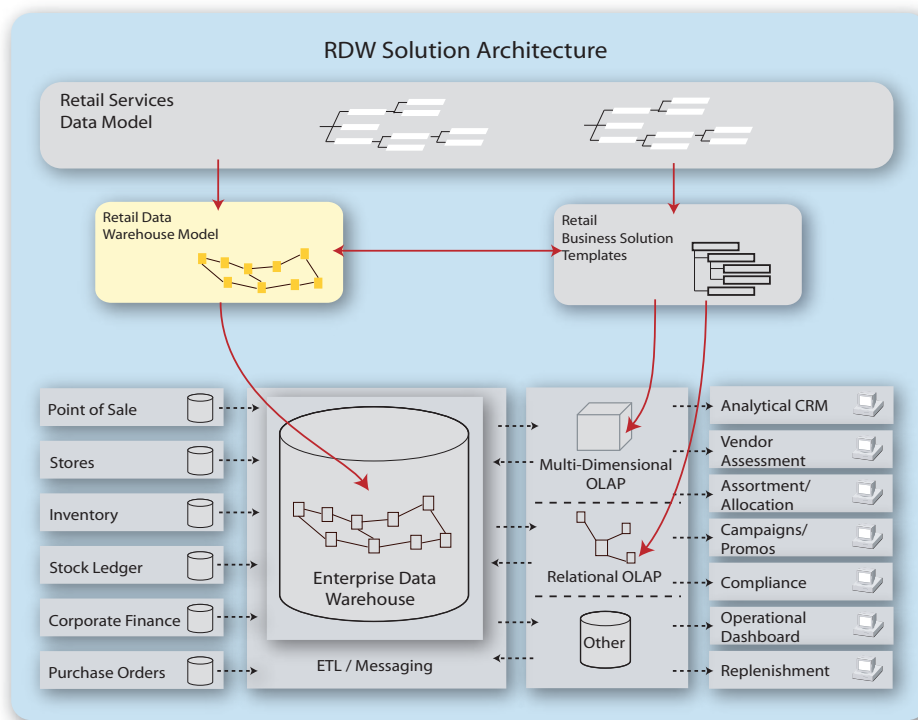 RDW Solution Architecture
Retail Services
Data Model
Retail Data
Warehouse Model
Retail
Business Solution
Templates
Point of Sale
Stores
Inventory
Stock Ledger
Corporate Finance
Purchase Orders
Enterprise Data
Warehouse
ETL / Messaging
Multi-Dimensional
OLAP
Relational OLAP
Other
Analytical CRM
Vendor
Assessment
Assortment/
Allocation
Campaigns/
Promos
Compliance
Operational
Dashboard
Replenishment